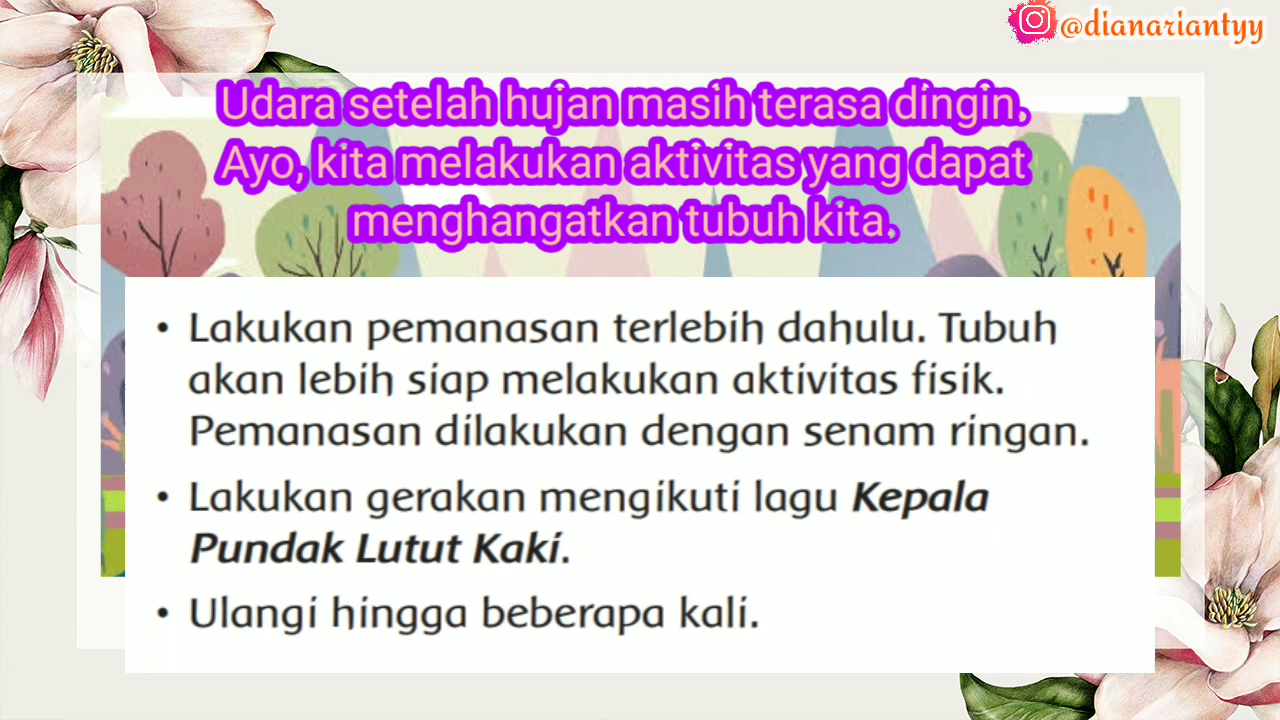 @dianariantyy
Udara setelah hujan masih terasa dingin.
Ayo, kita melakukan aktivitas yang dapat
menghangatkan tubuh kita.
• Lakukan pemanasan terlebih dahulu. Tubuh
akan lebih siap melakukan aktivitas fisik.
Pemanasan dilakukan dengan senam ringan.
• Lakukan gerakan mengikuti lagu Kepala
Pundak Lutut Kaki.
• Ulangi hingga beberapa kali.